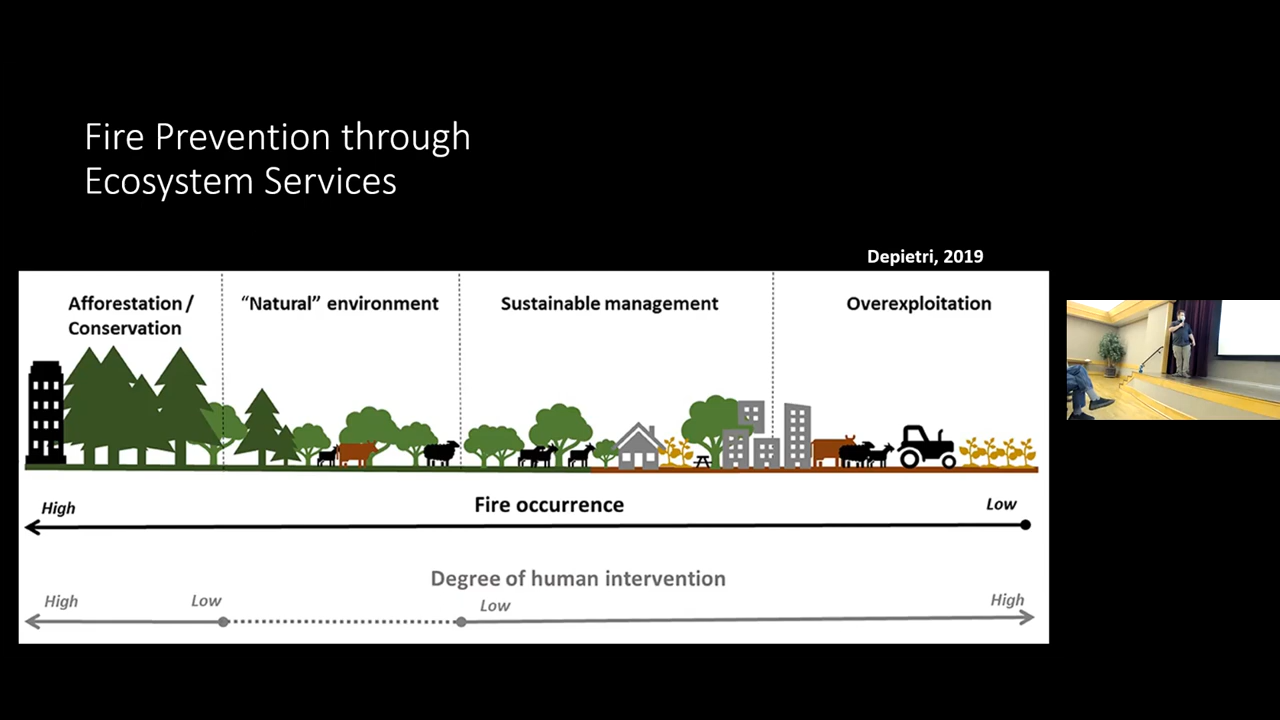 Fire Prevention through
Ecosystem Services
Depietri, 2019
Afforestation /
Conservation
“Natural” environment
Sustainable management
Overexploitation
High
Fire occurrence
Low
Degree of human intervention
High
Low
Low
High